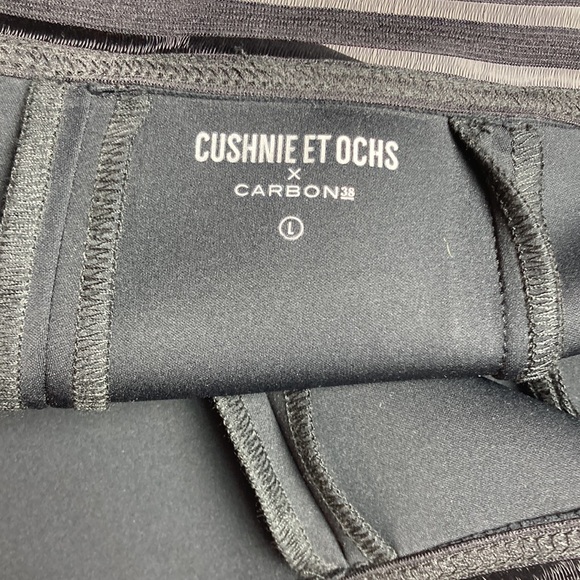 CUSHNIE ET OCHS
X
CARBON38
L